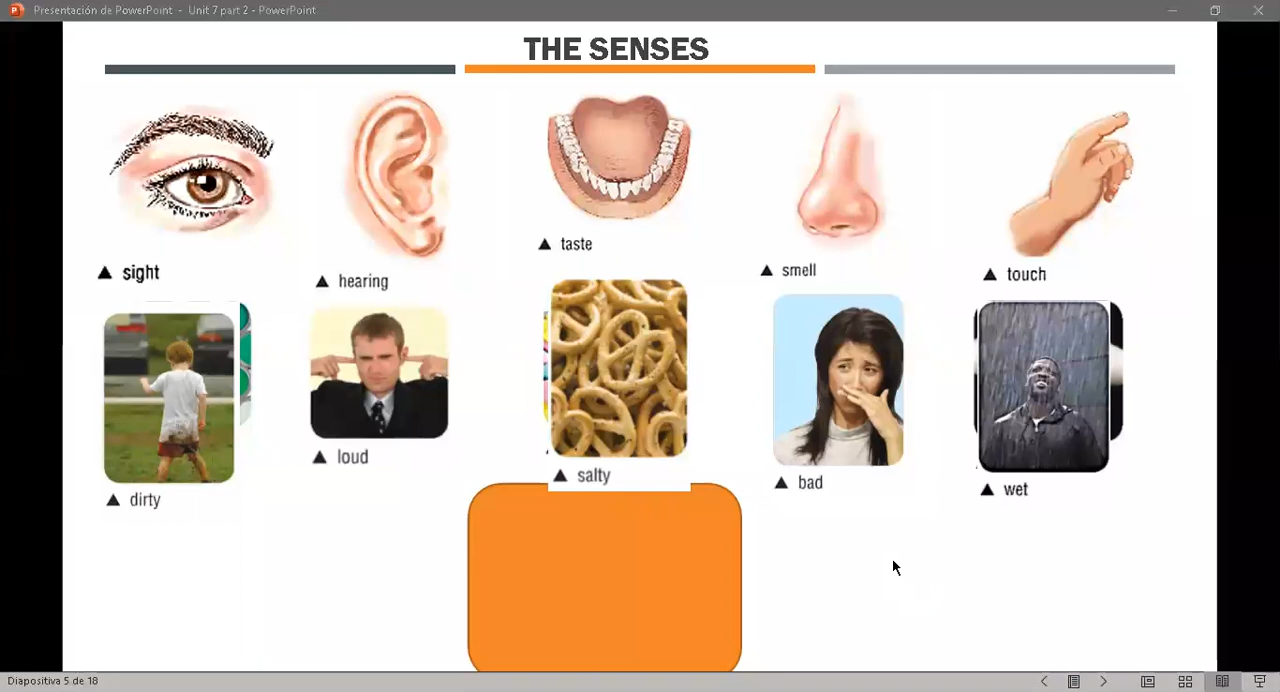 Presentación de PowerPoint - Unit 7 part 2 - PowerPoint
THE SENSES
▲ sight
▲ hearing
▲ taste
▲ smell
▲ touch
▲ dirty
▲ loud
▲ salty
▲ bad
▲ wet
Diapositiva 5 de 18